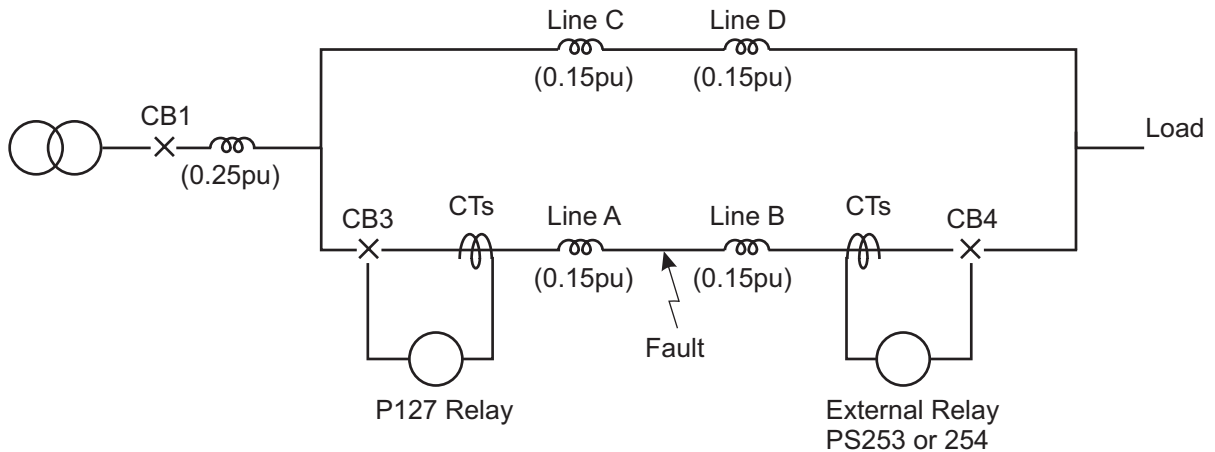 Line C
Line D
(0.15pu)
(0.15pu)
CB1
(0.25pu)
Load
CB3
CTs
Line A
Line B
CTs
CB4
(0.15pu)
(0.15pu)
Fault
P127 Relay
External Relay
PS253 or 254